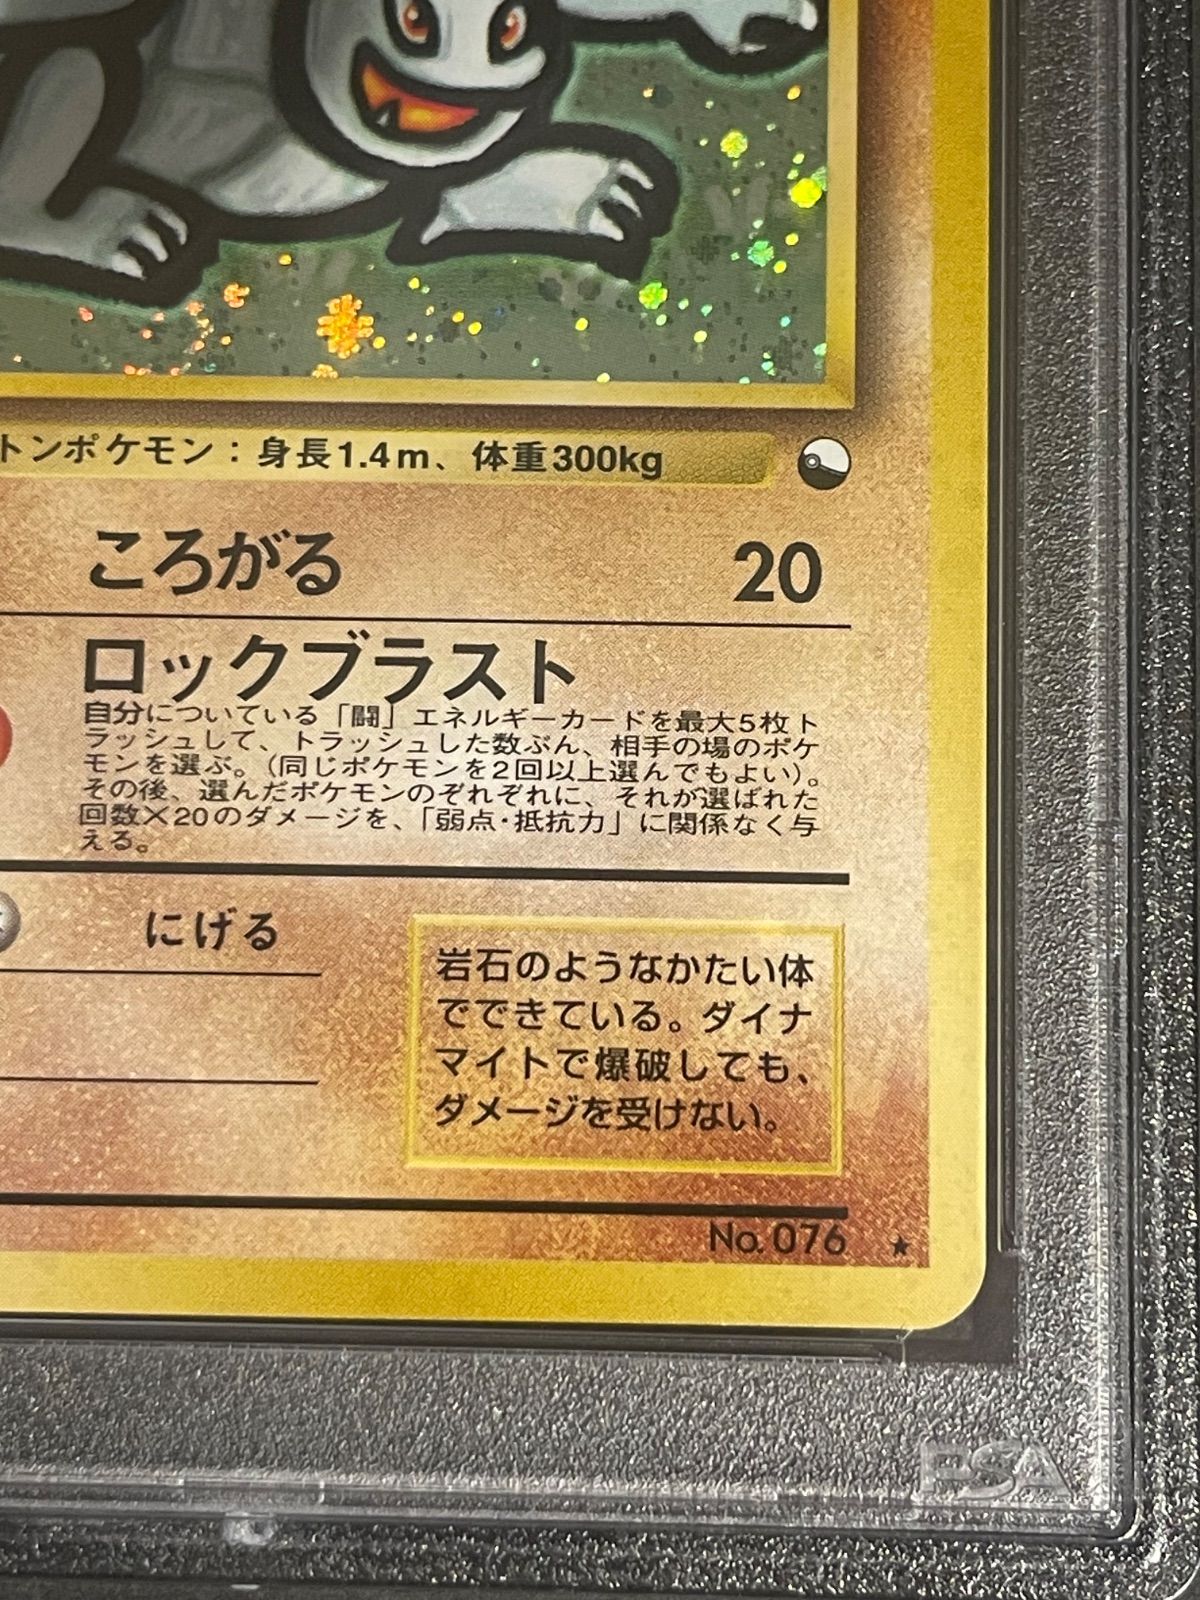 トンポケモン：身長1.4m、体重300kg
ころがる 20
ロックブラスト
自分についている「闘」エネルギーカードを最大5枚ト
ラッシュして、トラッシュした数ぶん、相手の場のポケ
モンを選ぶ。(同じポケモンを2回以上選んでもよい)。
その後、選んだポケモンのぞれぞれに、それが選ばれた
回数×20のダメージを、「弱点・抵抗力」に関係なく与
える。
にげる
岩石のようなかたい体
でできている。ダイナ
マイトで爆破しても、
ダメージを受けない。
No. 076 ★
PSA